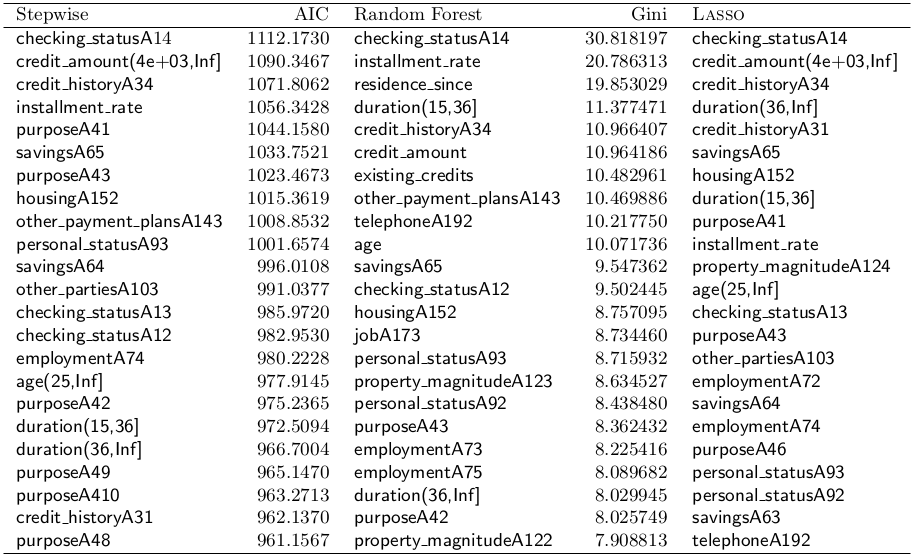 Stepwise AIC Random Forest Gini LASSO
checking_statusA14 1112.1730 checking_statusA14 30.818197 checking_statusA14
credit_amount(4e+03,Inf] 1090.3467 installment_rate 20.786313 credit_amount(4e+03,Inf]
credit_historyA34 1071.8062 residence_since 19.853029 credit_historyA34
installment_rate 1056.3428 duration(15,36] 11.377471 duration(36,Inf]
purposeA41 1044.1580 credit_historyA34 10.966407 credit_historyA31
savingsA65 1033.7521 credit_amount 10.964186 savingsA65
purposeA43 1023.4673 existing_credits 10.482961 housingA152
housingA152 1015.3619 other_payment_plansA143 10.469886 duration(15,36]
other_payment_plansA143 1008.8532 telephoneA192 10.217750 purposeA41
personal_statusA93 1001.6574 age 10.071736 installment_rate
savingsA64 996.0108 savingsA65 9.547362 property_magnitudeA124
other_partiesA103 991.0377 checking_statusA12 9.502445 age(25,Inf]
checking_statusA13 985.9720 housingA152 8.757095 checking_statusA13
checking_statusA12 982.9530 jobA173 8.734460 purposeA43
employmentA74 980.2228 personal_statusA93 8.715932 other_partiesA103
age(25,Inf] 977.9145 property_magnitudeA123 8.634527 employmentA72
purposeA42 975.2365 personal_statusA92 8.438480 savingsA64
duration(15,36] 972.5094 purposeA43 8.362432 employmentA74
duration(36,Inf] 966.7004 employmentA73 8.225416 purposeA46
purposeA49 965.1470 employmentA75 8.089682 personal_statusA93
purposeA410 963.2713 duration(36,Inf] 8.029945 personal_statusA92
credit_historyA31 962.1370 purposeA42 8.025749 savingsA63
purposeA48 961.1567 property_magnitudeA122 7.908813 telephoneA192